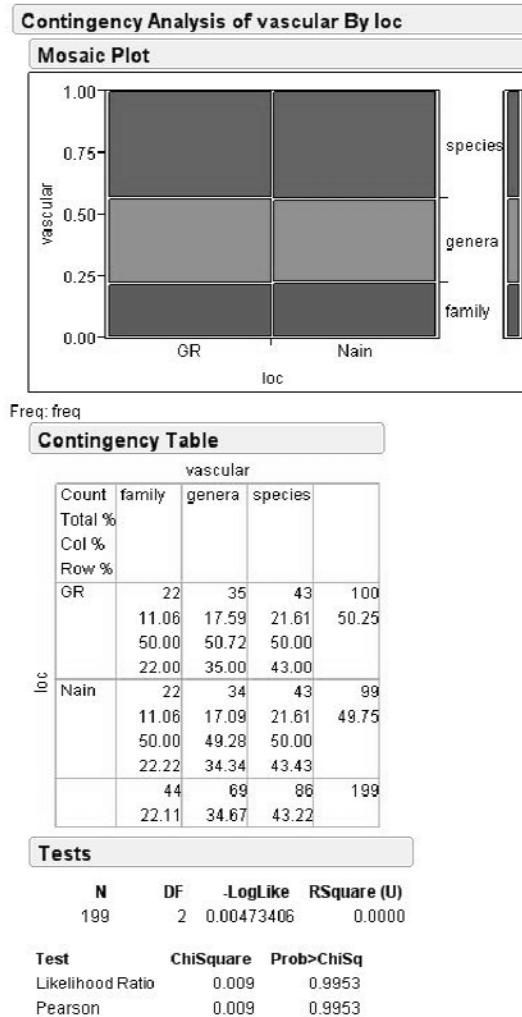 Contingency Analysis of vascular By loc
Mosaic Plot
1.00
0.75
0.50
0.25
0.00
vascular
species
genera
family
GR Nain
loc
Freq: freq
Contingency Table
vascular
Count family genera species
Total %
Col %
Row %
loc
GR 22 35 43 100
11.06 17.59 21.61 50.25
50.00 50.72 50.00
22.00 35.00 43.00
Nain 22 34 43 99
11.06 17.09 21.61 49.75
50.00 49.28 50.00
22.22 34.34 43.43
44 69 86 199
22.11 34.67 43.22
Tests
N DF -LogLike RSquare (U)
199 2 0.00473406 0.0000
Test ChiSquare Prob>ChiSq
Likelihood Ratio 0.009 0.9953
Pearson 0.009 0.9953